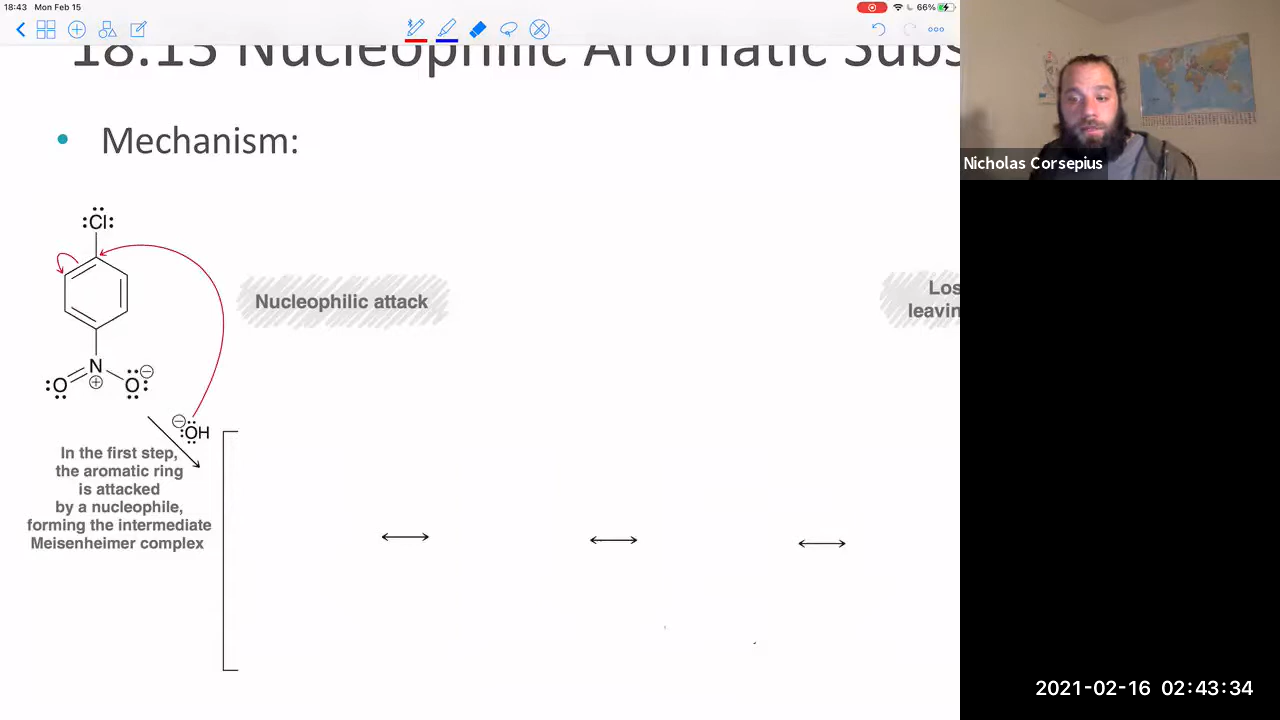 18:43 Mon Feb 15
66%
18.13 Nucleophilic Aromatic Subs
• Mechanism:
Nicholas Corsepius
:Cl:
Nucleophilic attack
Los
leavin
N
:O
+
O:
−
−
:OH
In the first step,
the aromatic ring
is attacked
by a nucleophile,
forming the intermediate
Meisenheimer complex
2021-02-16 02:43:34